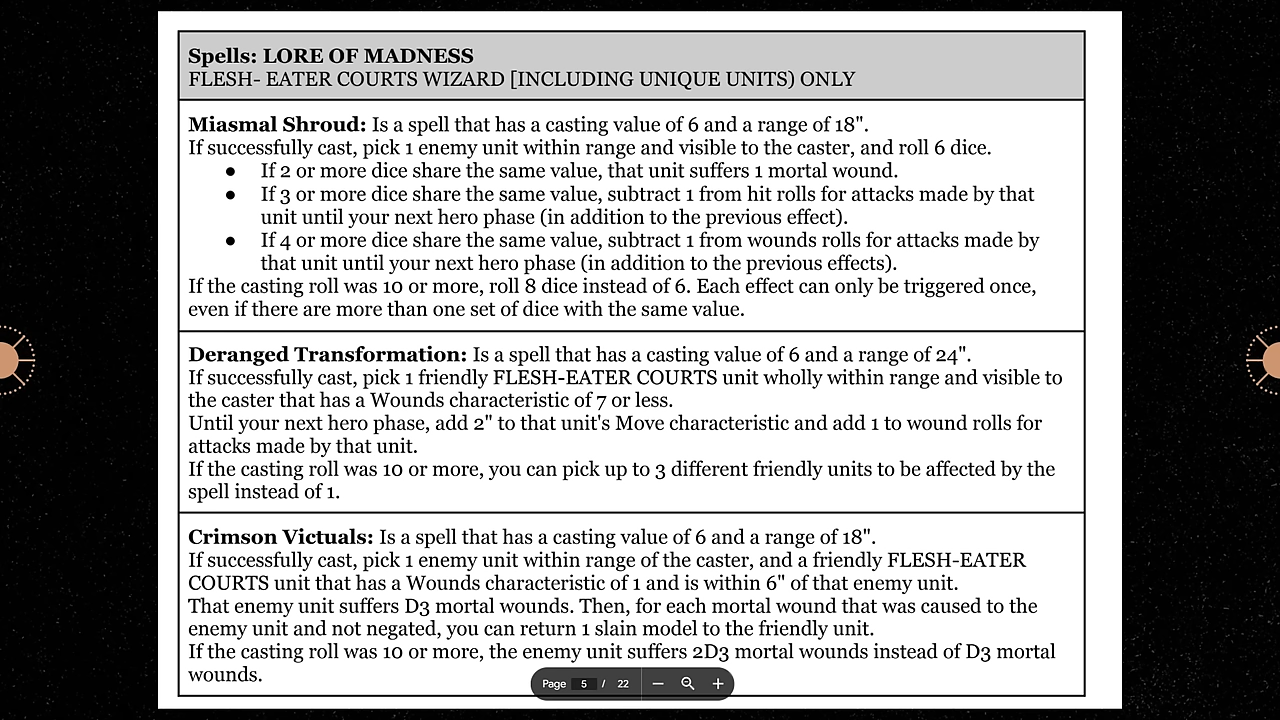 Spells: LORE OF MADNESS
FLESH- EATER COURTS WIZARD [INCLUDING UNIQUE UNITS) ONLY
Miasmal Shroud: Is a spell that has a casting value of 6 and a range of 18".
If successfully cast, pick 1 enemy unit within range and visible to the caster, and roll 6 dice.
● If 2 or more dice share the same value, that unit suffers 1 mortal wound.
● If 3 or more dice share the same value, subtract 1 from hit rolls for attacks made by that
unit until your next hero phase (in addition to the previous effect).
● If 4 or more dice share the same value, subtract 1 from wounds rolls for attacks made by
that unit until your next hero phase (in addition to the previous effects).
If the casting roll was 10 or more, roll 8 dice instead of 6. Each effect can only be triggered once,
even if there are more than one set of dice with the same value.
Deranged Transformation: Is a spell that has a casting value of 6 and a range of 24".
If successfully cast, pick 1 friendly FLESH-EATER COURTS unit wholly within range and visible to
the caster that has a Wounds characteristic of 7 or less.
Until your next hero phase, add 2" to that unit's Move characteristic and add 1 to wound rolls for
attacks made by that unit.
If the casting roll was 10 or more, you can pick up to 3 different friendly units to be affected by the
spell instead of 1.
Crimson Victuals: Is a spell that has a casting value of 6 and a range of 18".
If successfully cast, pick 1 enemy unit within range of the caster, and a friendly FLESH-EATER
COURTS unit that has a Wounds characteristic of 1 and is within 6" of that enemy unit.
That enemy unit suffers D3 mortal wounds. Then, for each mortal wound that was caused to the
enemy unit and not negated, you can return 1 slain model to the friendly unit.
If the casting roll was 10 or more, the enemy unit suffers 2D3 mortal wounds instead of D3 mortal
wounds.
Page 5 / 22